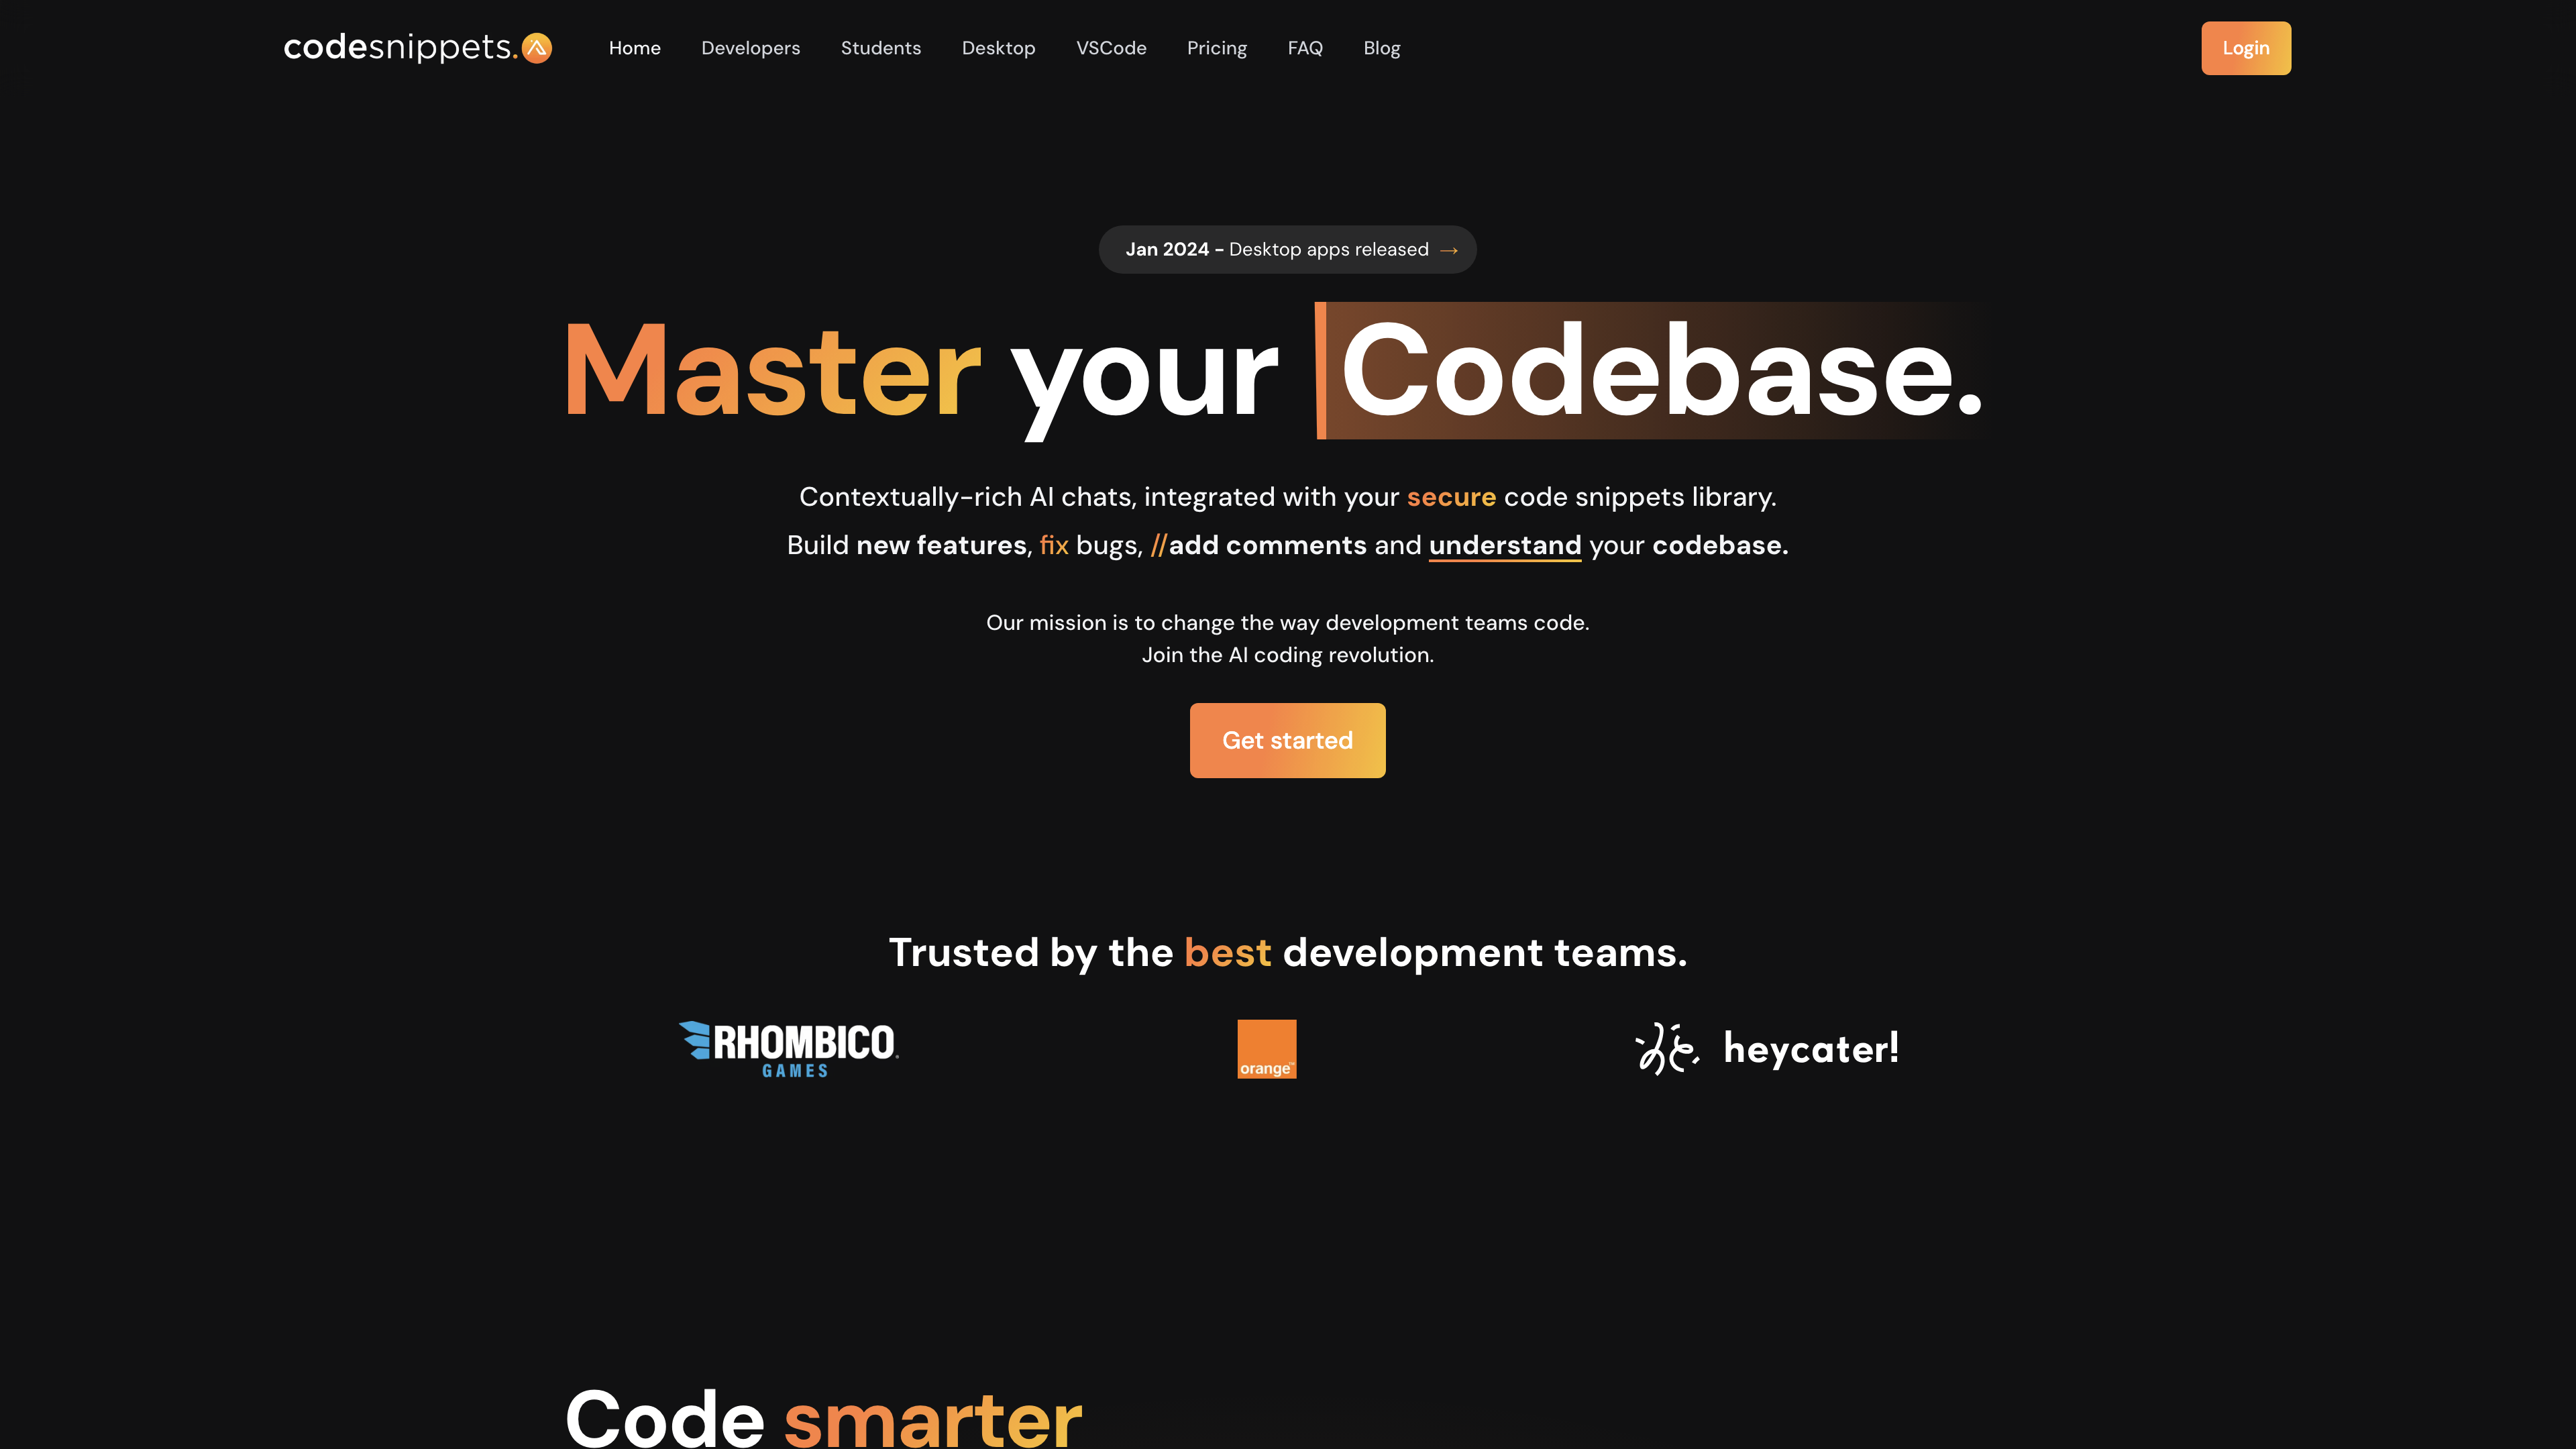 codesnippets.
Home Developers Students Desktop VSCode Pricing FAQ Blog Login
Jan 2024 - Desktop apps released →
Master your Codebase.
Contextually-rich AI chats, integrated with your secure code snippets library.
Build new features, fix bugs, //add comments and understand your codebase.
Our mission is to change the way development teams code.
Join the AI coding revolution.
Get started
Trusted by the best development teams.
RHOMBICO
GAMES
orange™
heycater!
Code smarter